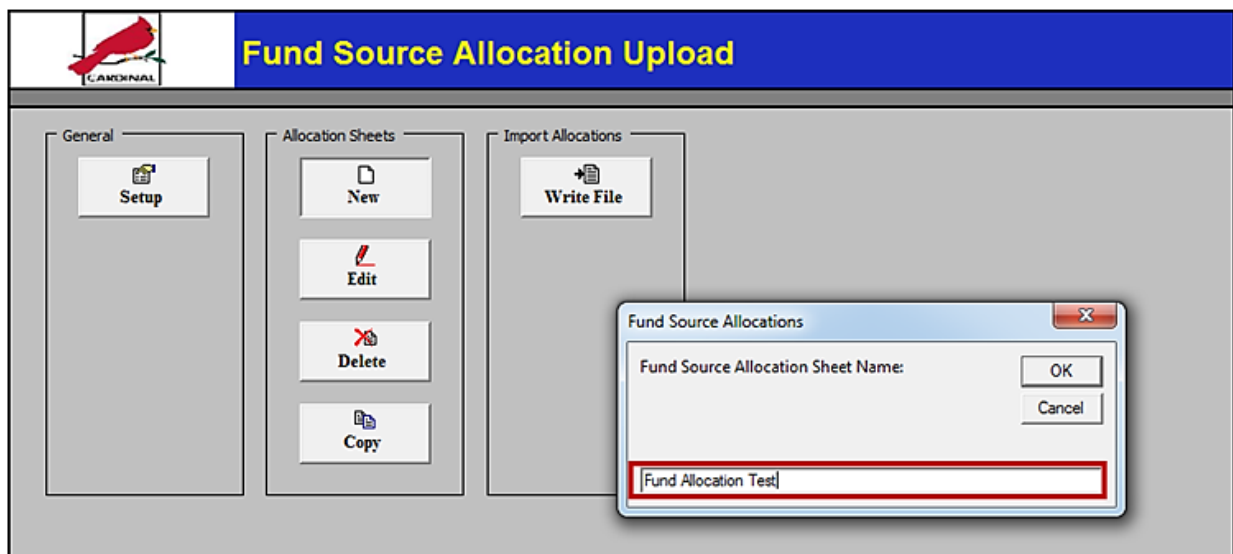 CARDINAL
Fund Source Allocation Upload
General
Setup
Allocation Sheets
New
Edit
Delete
Copy
Import Allocations
Write File
Fund Source Allocations
Fund Source Allocation Sheet Name:
OK
Cancel
Fund Allocation Test